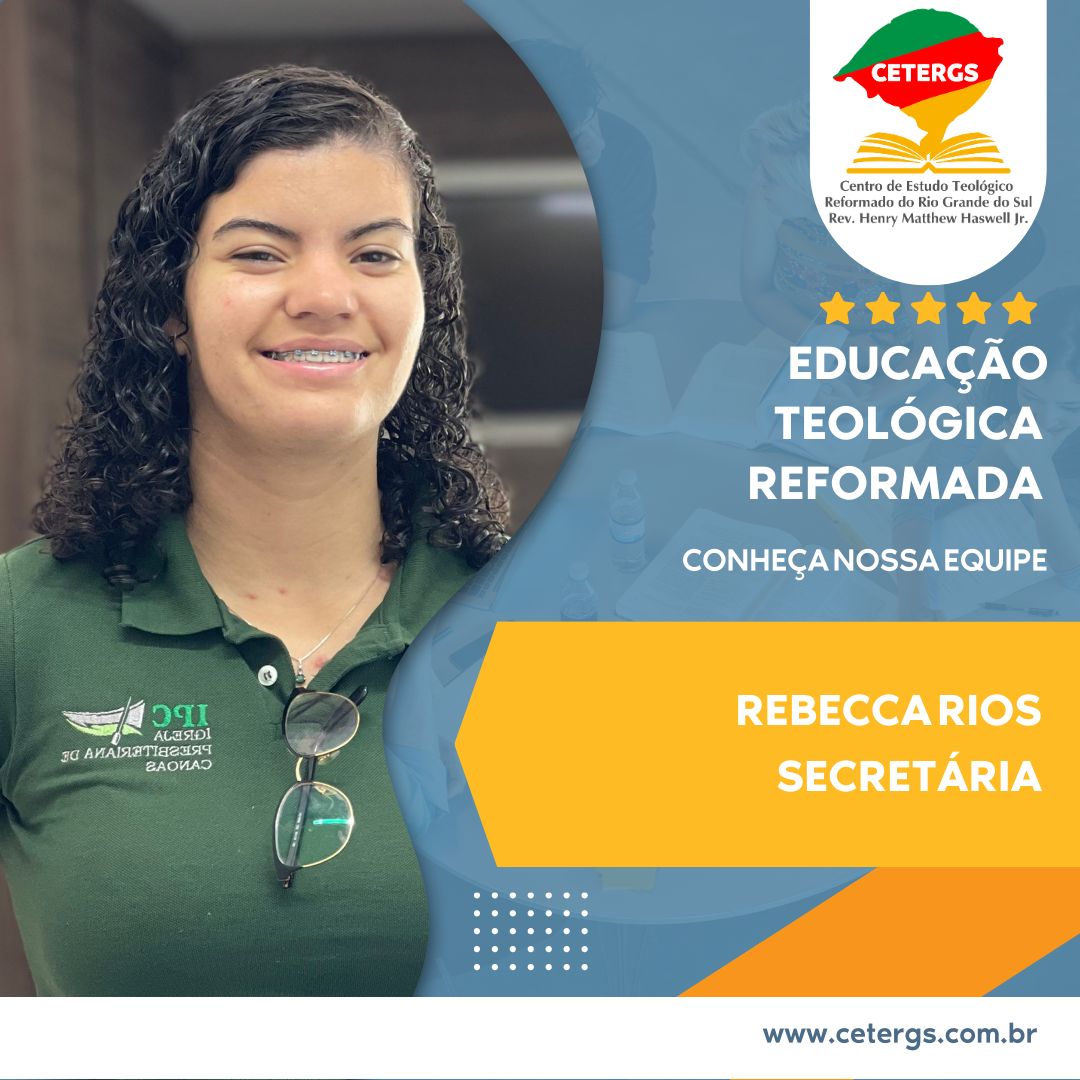 CETERGS
Centro de Estudo Teológico
Reformado do Rio Grande do Sul
Rev. Henry Matthew Haswell Jr.
EDUCAÇÃO
TEOLÓGICA
REFORMADA
CONHEÇA NOSSA EQUIPE
REBECCA RIOS
SECRETÁRIA
IPC
IGREJA
PRESBITERIANA DE
CANOAS
www.cetergs.com.br